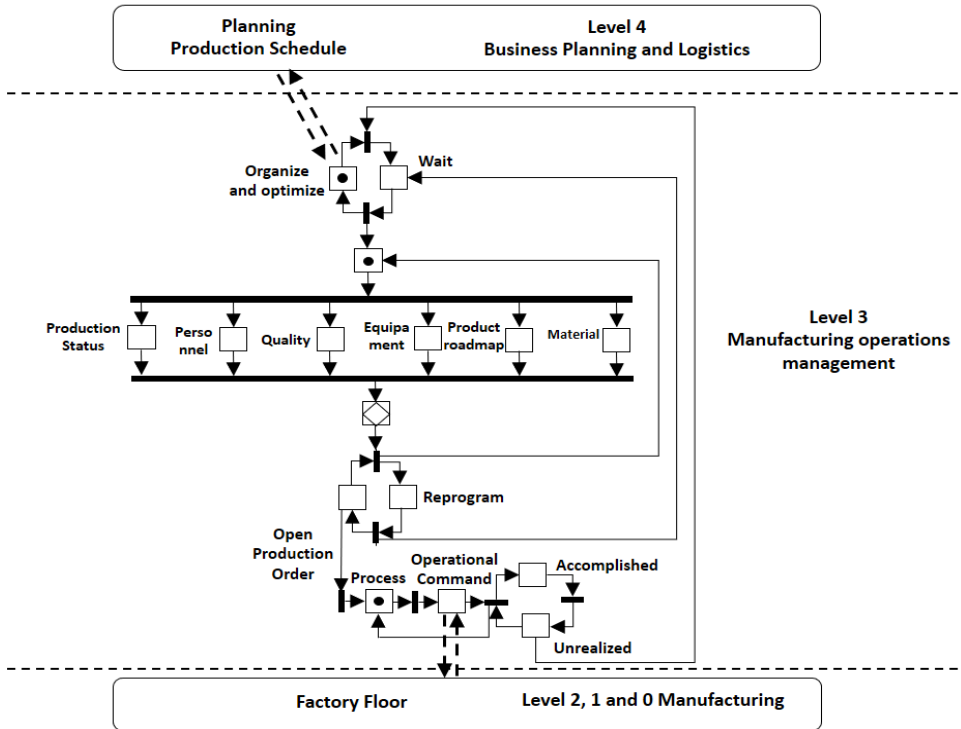 Planning
Production Schedule
Level 4
Business Planning and Logistics
Organize
and optimize
Wait
Production
Status
Perso
nnel
Quality
Equipa
ment
Product
roadmap
Material
Level 3
Manufacturing operations
management
Reprogram
Open
Production
Order
Process
Operational
Command
Accomplished
Unrealized
Factory Floor
Level 2, 1 and 0 Manufacturing